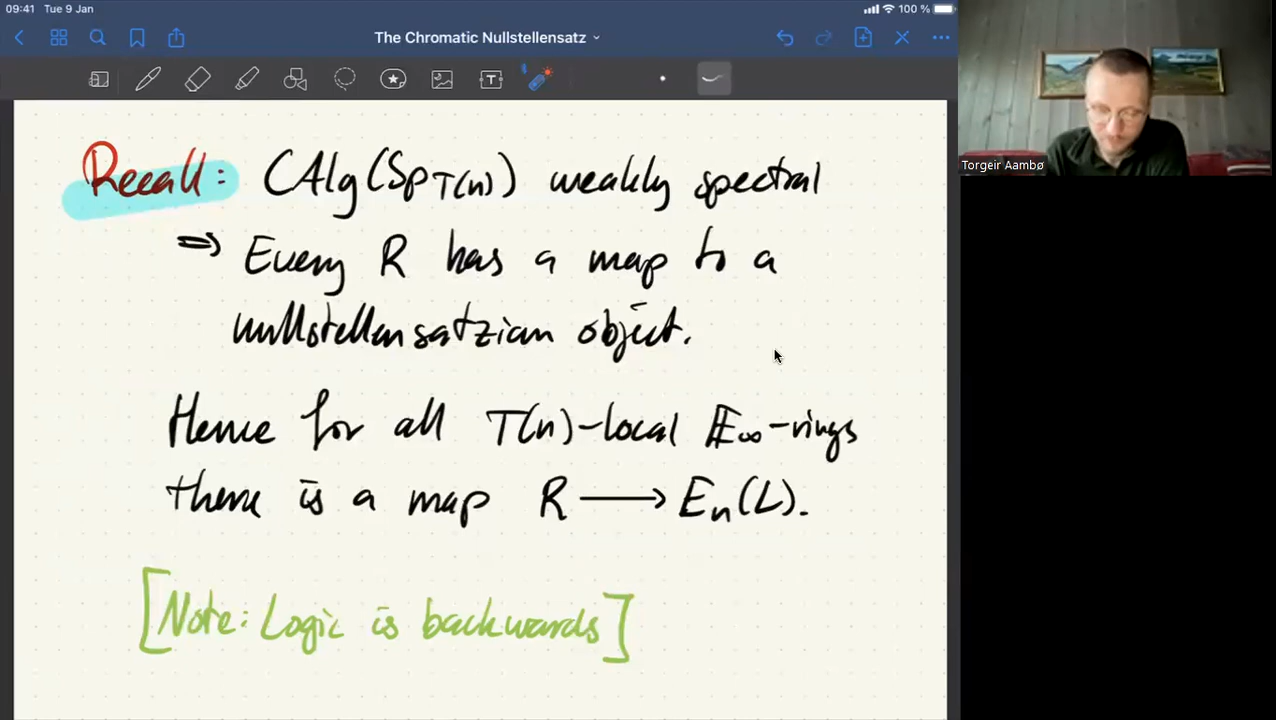 09:41 Tue 9 Jan
100 %
The Chromatic Nullstellensatz
Torgeir Aambø
Recall: CAlg(Sp_T(n)) weakly spectral
⇒ Every R has a map to a
nullstellensatzian object.
Hence for all T(n)-local 𝔼∞-rings
there is a map R ⟶ Eₙ(L).
[Note: Logic is backwards]